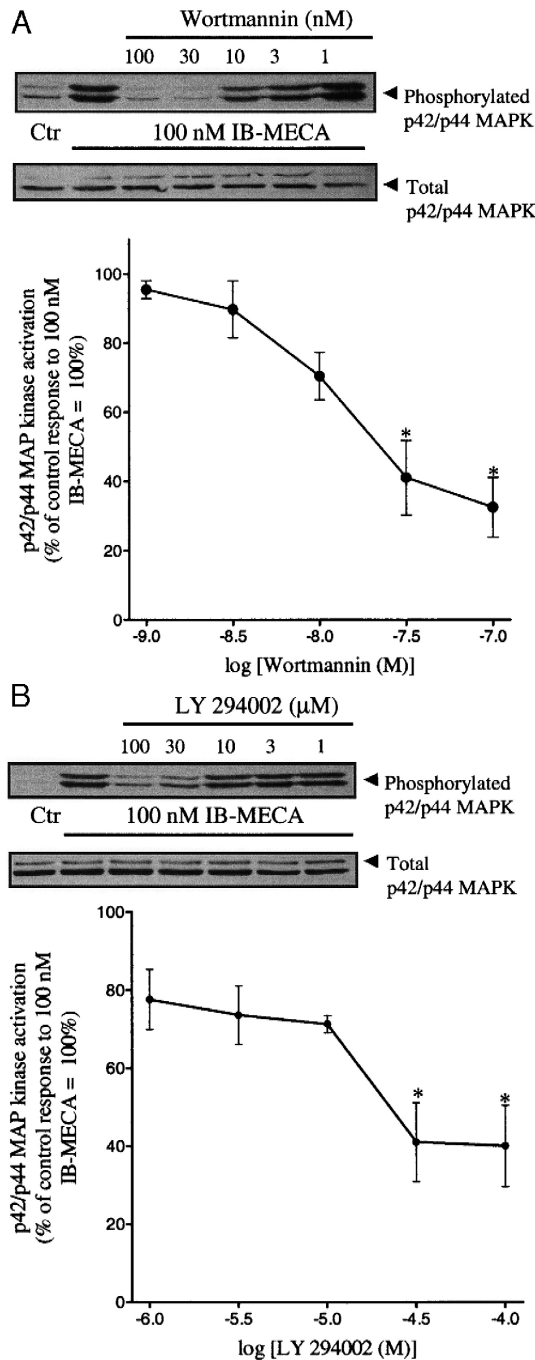 A
Wortmannin (nM)
100 30 10 3 1
Phosphorylated
p42/p44 MAPK
Ctr 100 nM IB-MECA
Total
p42/p44 MAPK
p42/p44 MAP kinase activation
(% of control response to 100 nM
IB-MECA = 100%)
100
80
60
40
20
0
* *
-9.0 -8.5 -8.0 -7.5 -7.0
log [Wortmannin (M)]
B
LY 294002 (µM)
100 30 10 3 1
Phosphorylated
p42/p44 MAPK
Ctr 100 nM IB-MECA
Total
p42/p44 MAPK
p42/p44 MAP kinase activation
(% of control response to 100 nM
IB-MECA = 100%)
80
60
40
20
0
* *
-6.0 -5.5 -5.0 -4.5 -4.0
log [LY 294002 (M)]